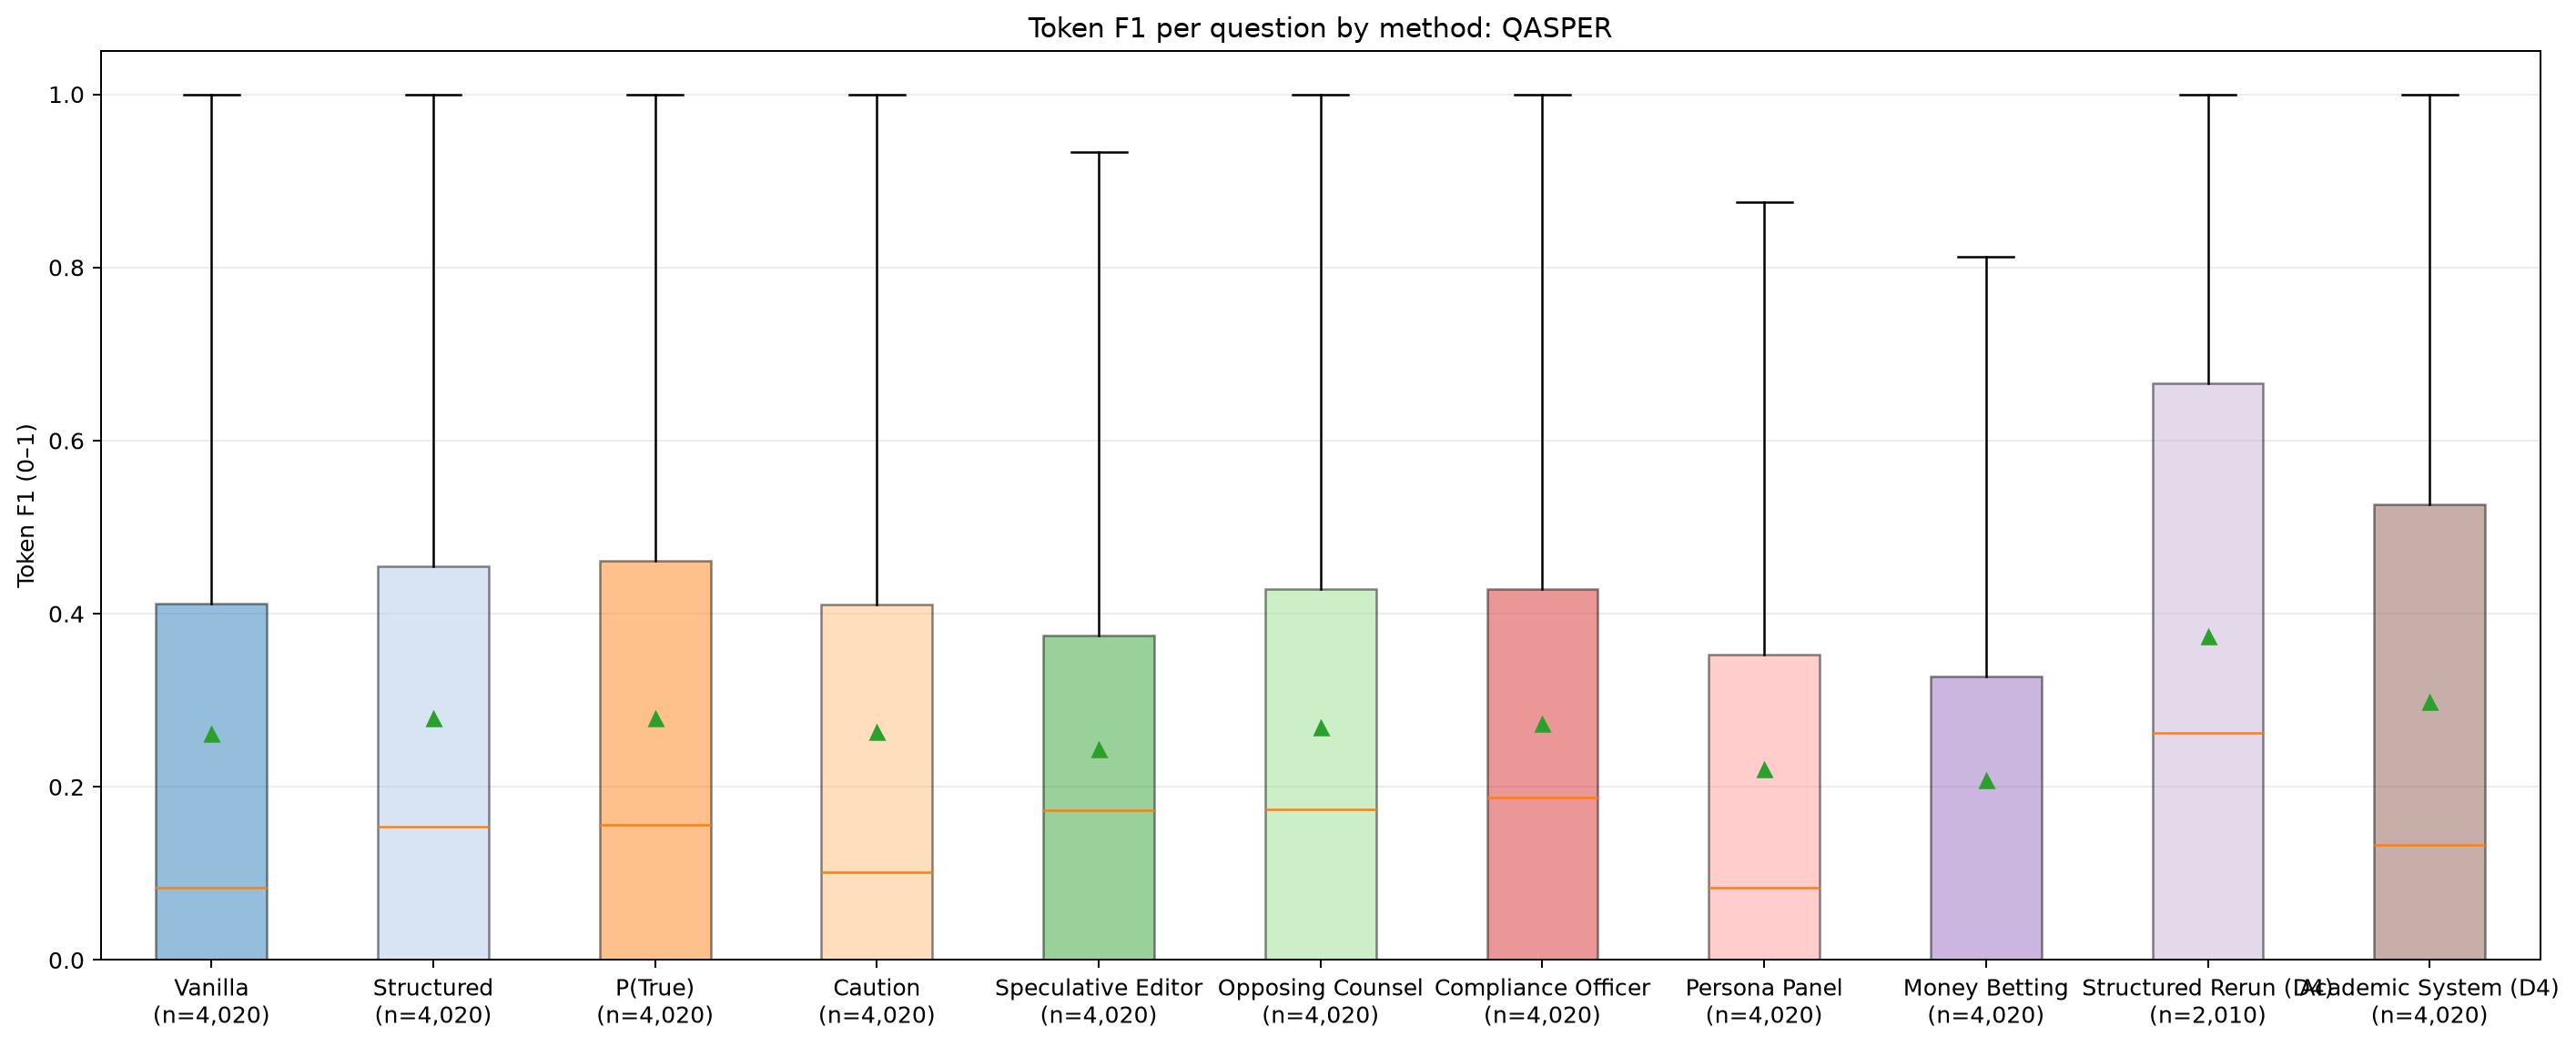 Token F1 per question by method: QASPER
Token F1 (0–1)
1.0
0.8
0.6
0.4
0.2
0.0
Vanilla
(n=4,020)
Structured
(n=4,020)
P(True)
(n=4,020)
Caution
(n=4,020)
Speculative Editor
(n=4,020)
Opposing Counsel
(n=4,020)
Compliance Officer
(n=4,020)
Persona Panel
(n=4,020)
Money Betting
(n=4,020)
Structured Rerun (D4)
(n=2,010)
Academic System (D4)
(n=4,020)